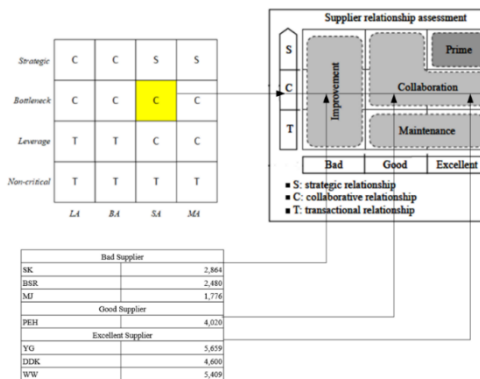 Supplier relationship assessment
Strategic C C S S
Bottleneck C C C C
Leverage T T C C
Non-critical T T T T
LA BA SA MA
S
C
T
Improvement
Prime
Collaboration
Maintenance
Bad Good Excellent
■ S: strategic relationship
■ C: collaborative relationship
■ T: transactional relationship
Bad Supplier
SK 2,864
BSR 2,480
MJ 1,776
Good Supplier
PEH 4,020
Excellent Supplier
YG 5,659
DDK 4,600
WW 5,409